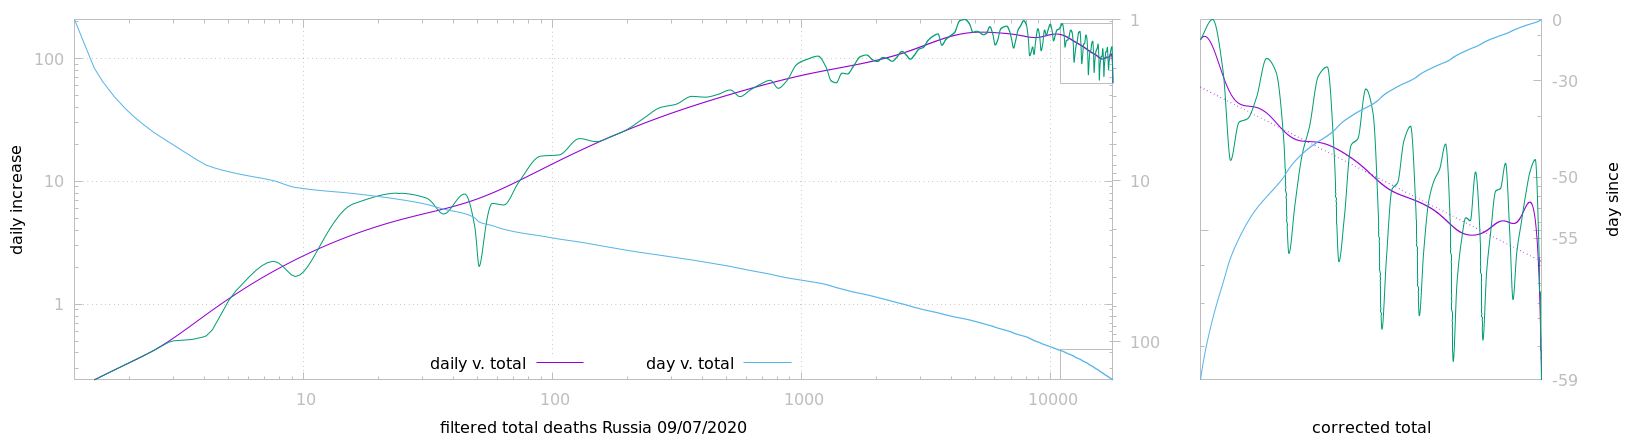 daily increase
100
10
1
10
100
1000
10000
1
10
100
daily v. total
day v. total
filtered total deaths Russia 09/07/2020
0
-30
-50
-55
-59
day since
corrected total